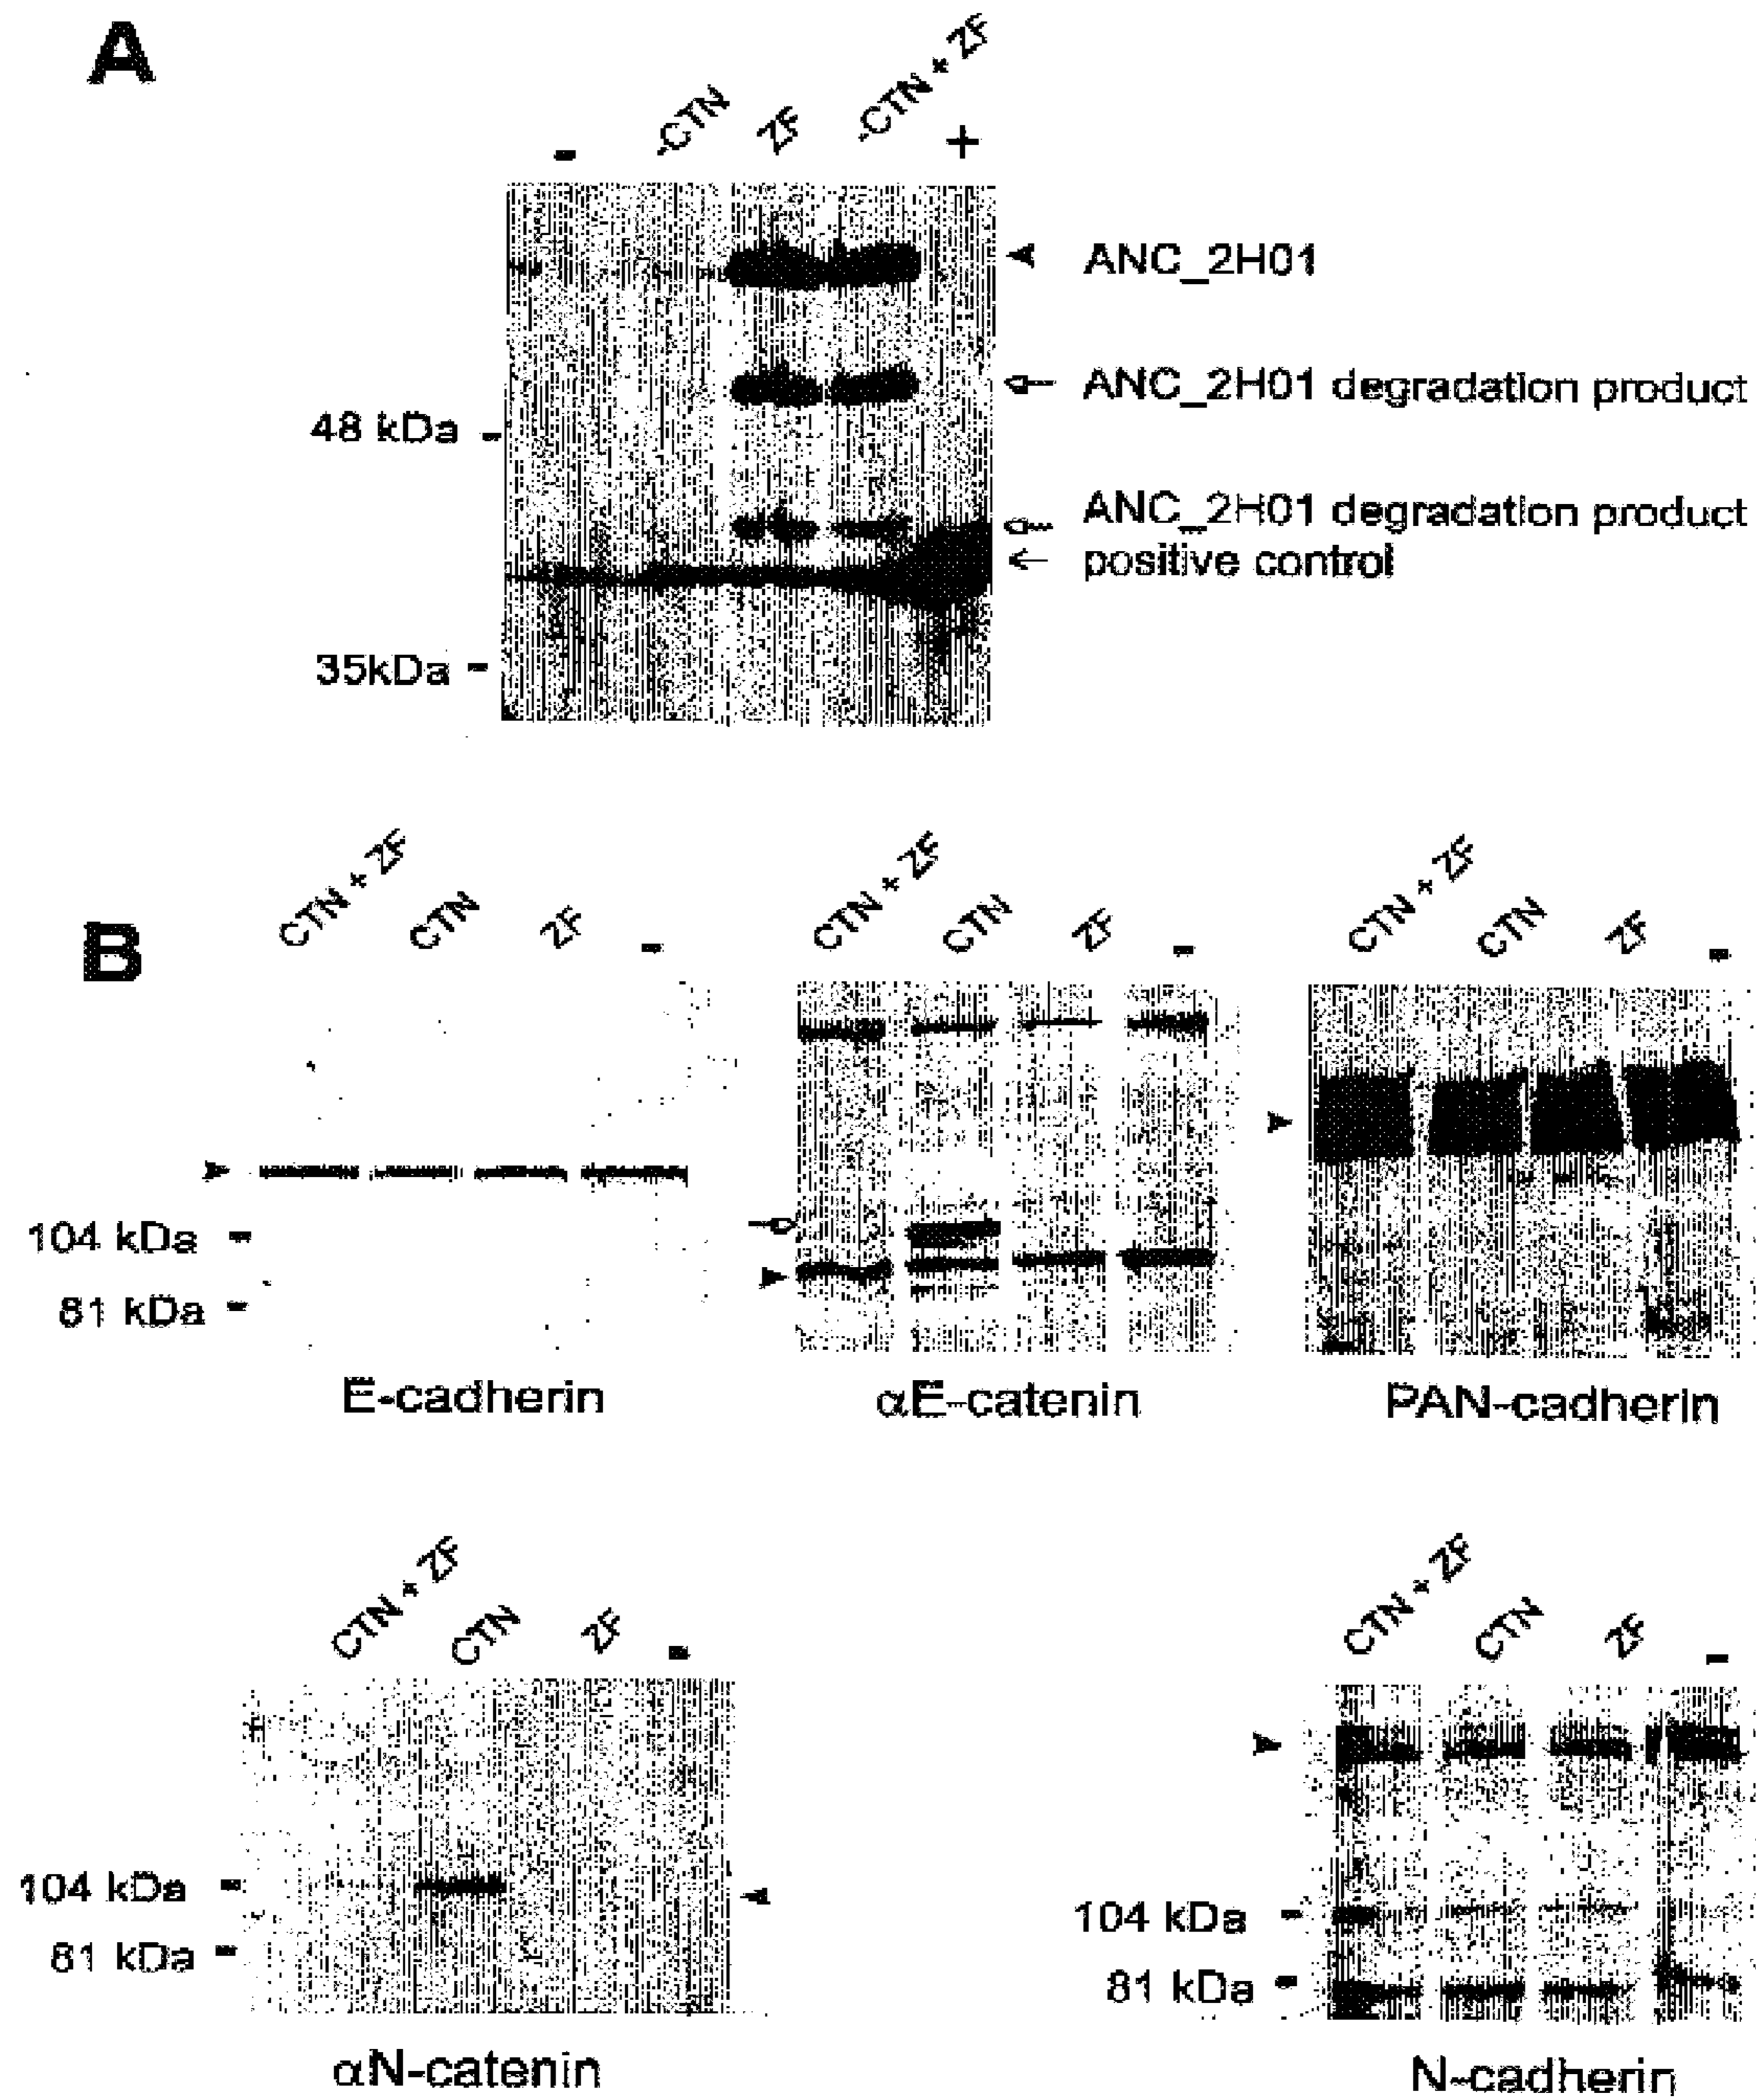 A
- -CTN ZF -CTN + ZF +
ANC_2H01
ANC_2H01 degradation product
48 kDa -
ANC_2H01 degradation product
positive control
35kDa -
B
CTN + ZF CTN ZF -
CTN + ZF CTN ZF -
CTN + ZF CTN ZF -
104 kDa -
81 kDa -
E-cadherin
αE-catenin
PAN-cadherin
CTN + ZF CTN ZF -
CTN + ZF CTN ZF -
104 kDa -
81 kDa -
104 kDa -
81 kDa -
αN-catenin
N-cadherin